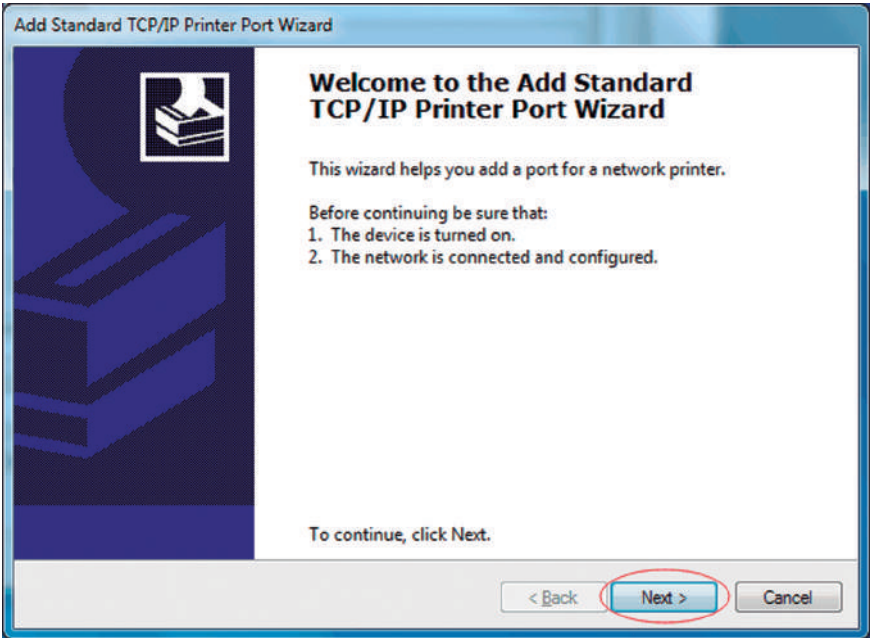 Add Standard TCP/IP Printer Port Wizard
Welcome to the Add Standard
TCP/IP Printer Port Wizard
This wizard helps you add a port for a network printer.
Before continuing be sure that:
1. The device is turned on.
2. The network is connected and configured.
To continue, click Next.
< Back
Next >
Cancel